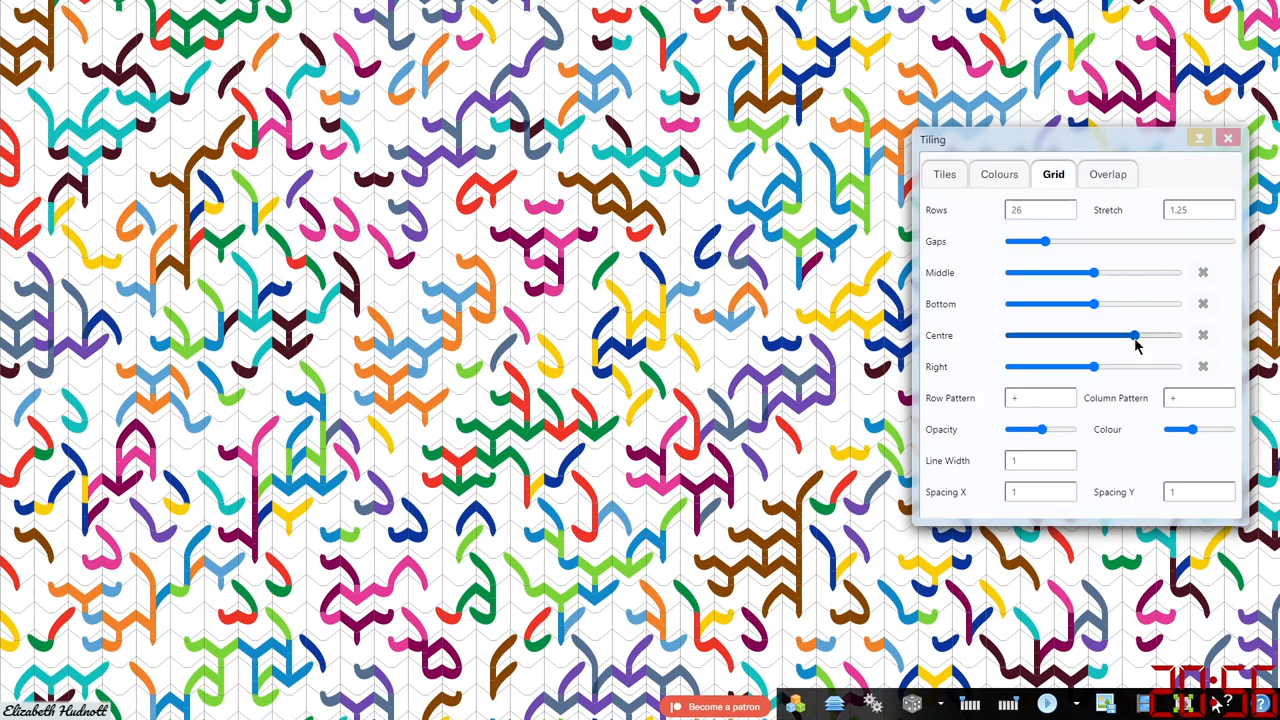 Tiling
Tiles Colours Grid Overlap
Rows 26 Stretch 1.25
Gaps
Middle
Bottom
Centre
Right
Row Pattern + Column Pattern +
Opacity Colour
Line Width 1
Spacing X 1 Spacing Y 1
Elizabeth Hudnott
Become a patron